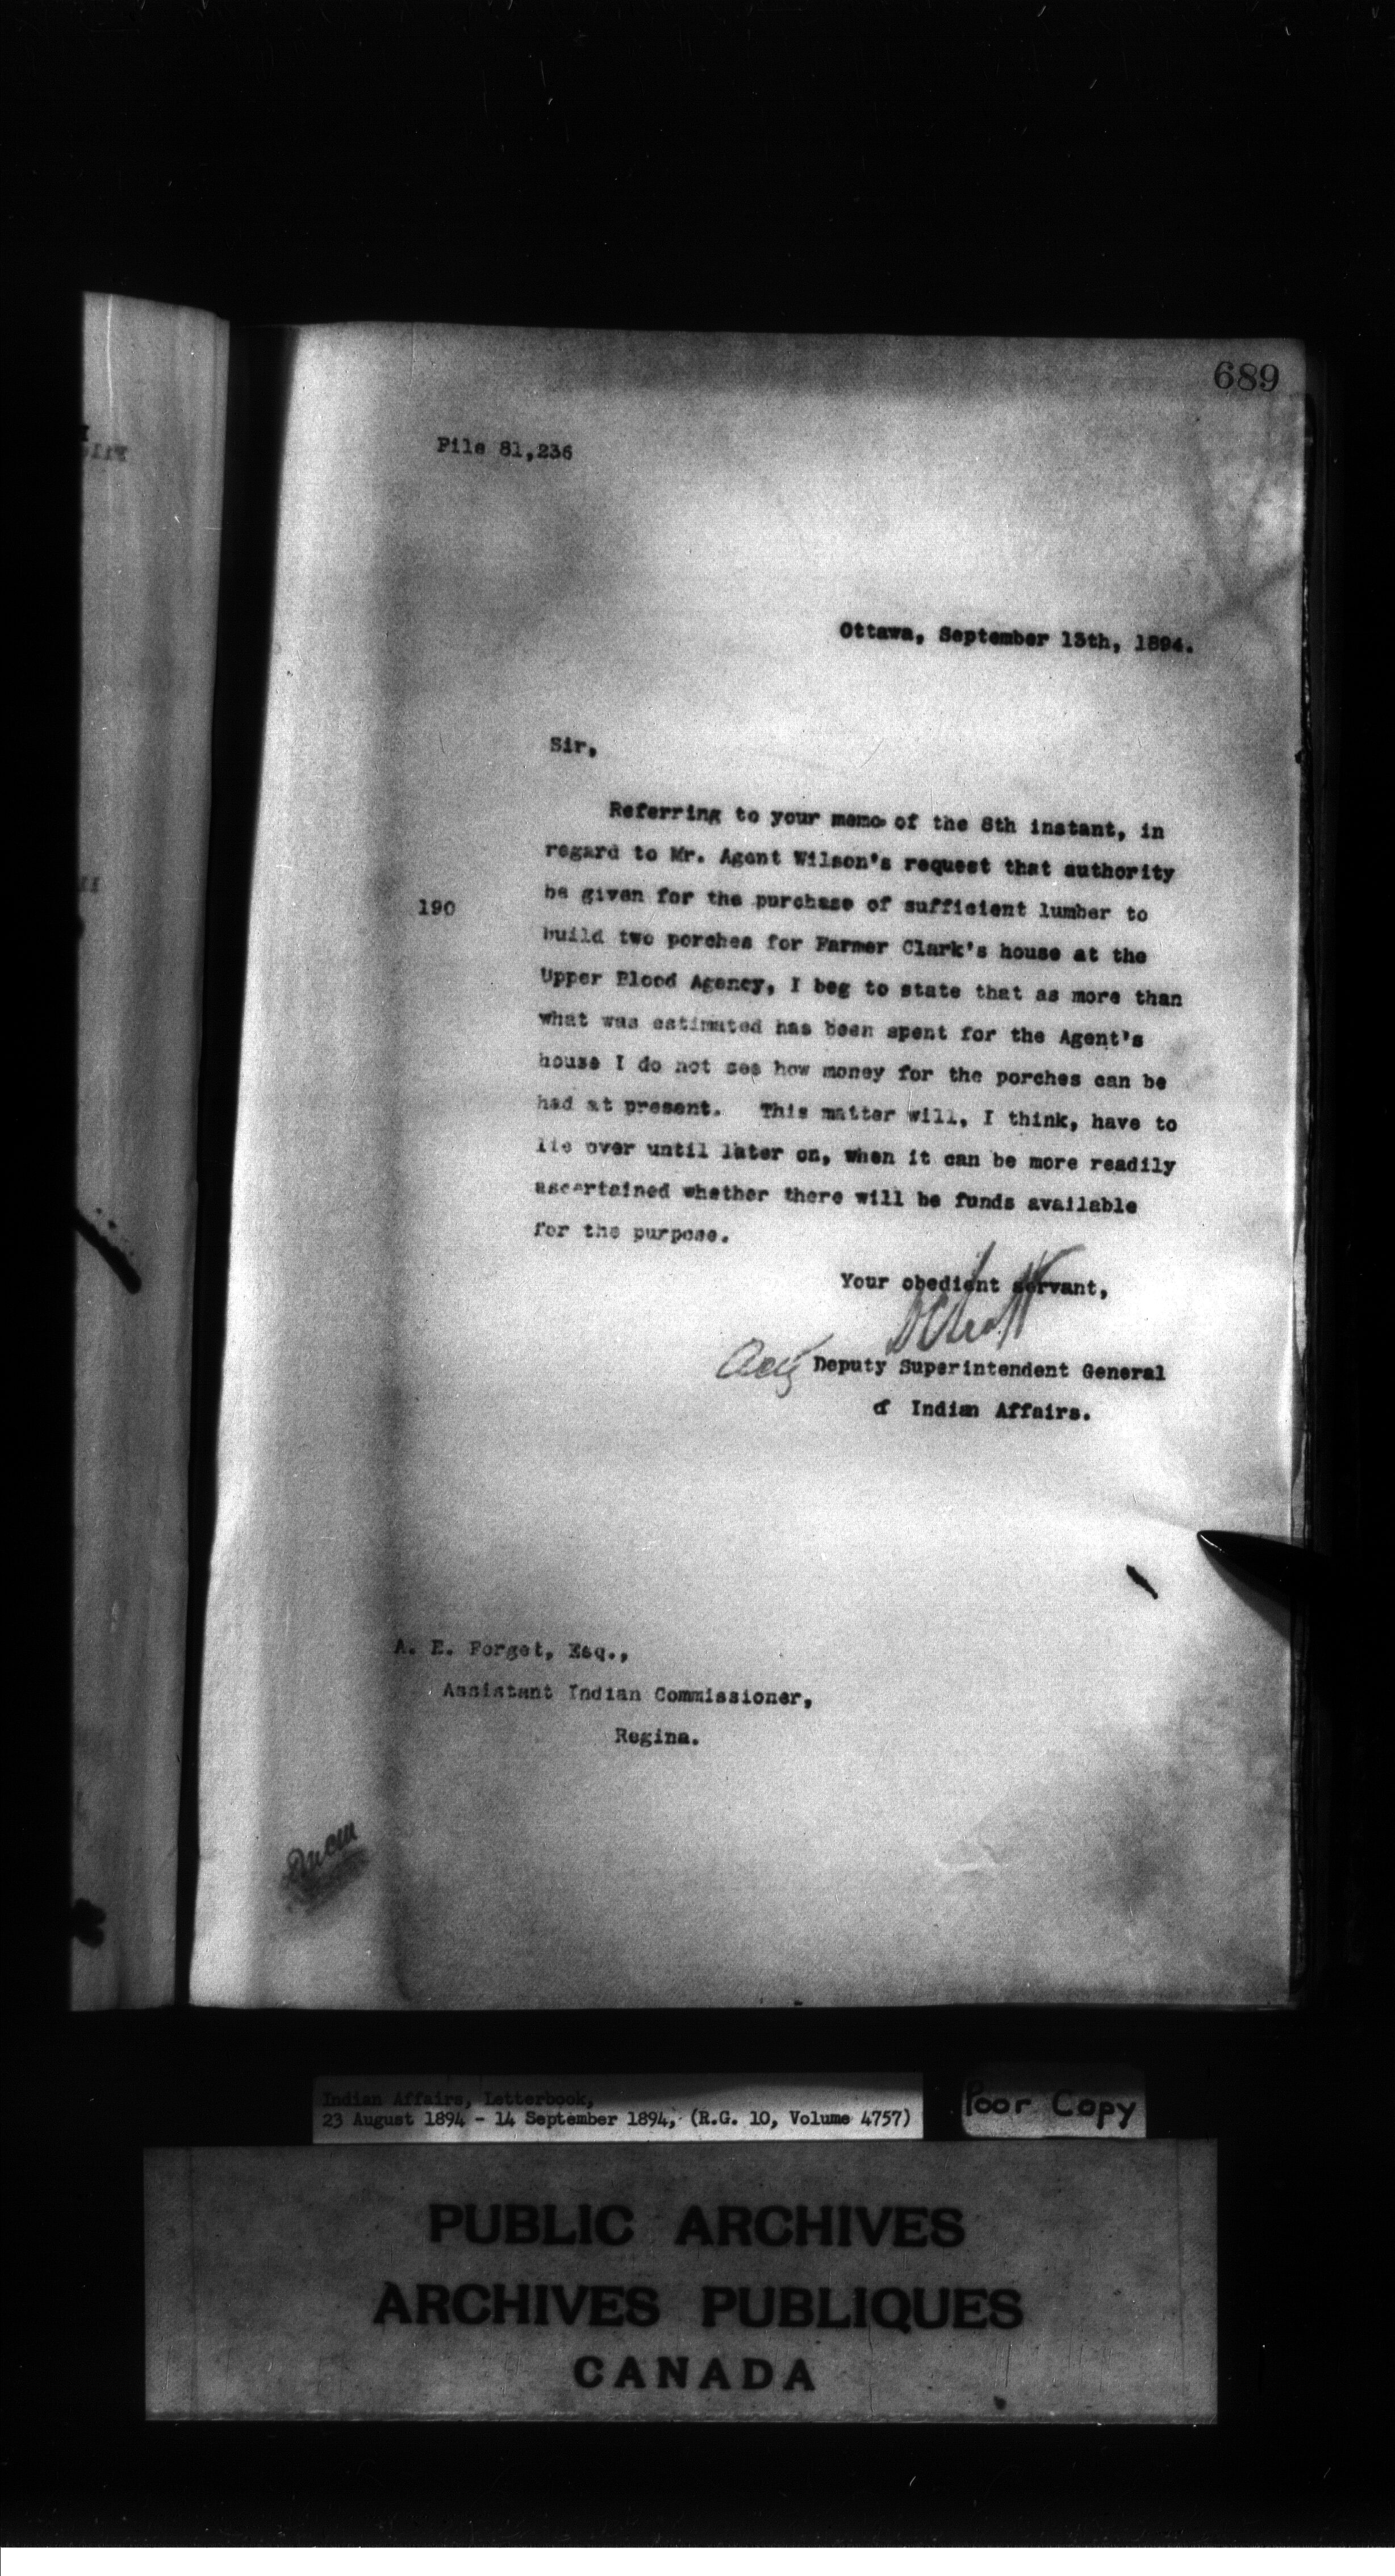 689
File 81,236
Ottawa, September 13th, 1894.
Sir,
Referring to your memo of the 8th instant, in
regard to Mr. Agent Wilson's request that authority
190
be given for the purchase of sufficient lumber to
build two porches for Farmer Clark's house at the
Upper Blood Agency, I beg to state that as more than
what was estimated has been spent for the Agent's
house I do not see how money for the porches can be
had at present. This matter will, I think, have to
lie over until later on, when it can be more readily
ascertained whether there will be funds available
for the purpose.
Your obedient servant,
Actg Deputy Superintendent General
of Indian Affairs.
A. E. Forget, Esq.,
Assistant Indian Commissioner,
Regina.
Indian Affairs, Letterbook,
23 August 1894 - 14 September 1894, (R.G. 10, Volume 4757)
Poor Copy
PUBLIC ARCHIVES
ARCHIVES PUBLIQUES
CANADA